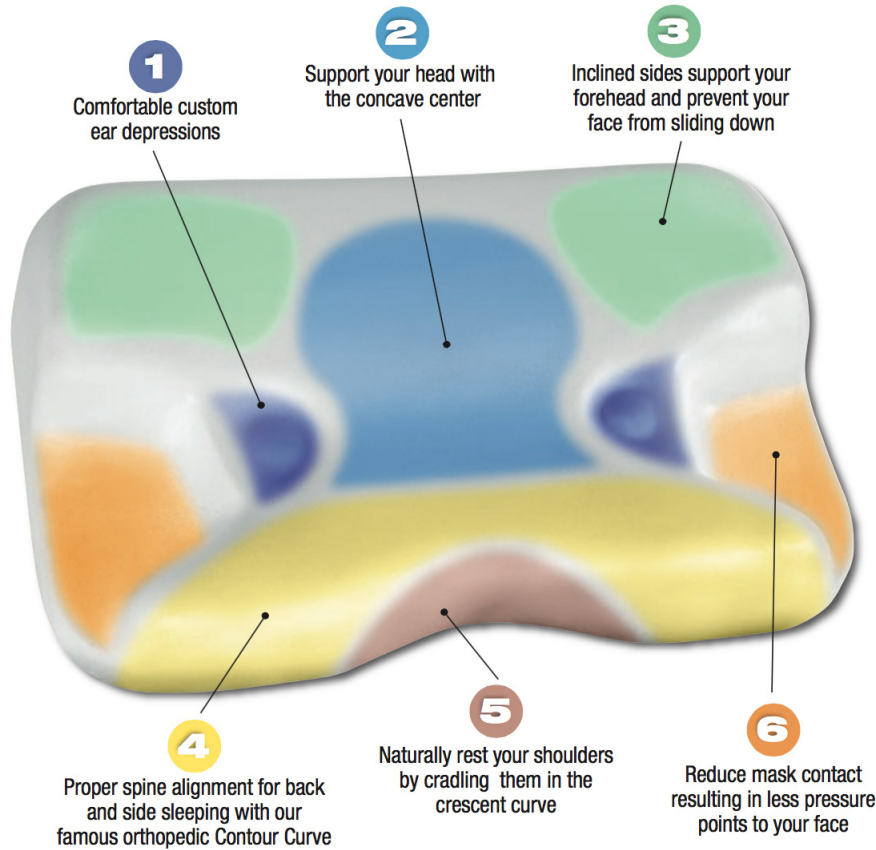 1
Comfortable custom
ear depressions
2
Support your head with
the concave center
3
Inclined sides support your
forehead and prevent your
face from sliding down
4
Proper spine alignment for back
and side sleeping with our
famous orthopedic Contour Curve
5
Naturally rest your shoulders
by cradling them in the
crescent curve
6
Reduce mask contact
resulting in less pressure
points to your face